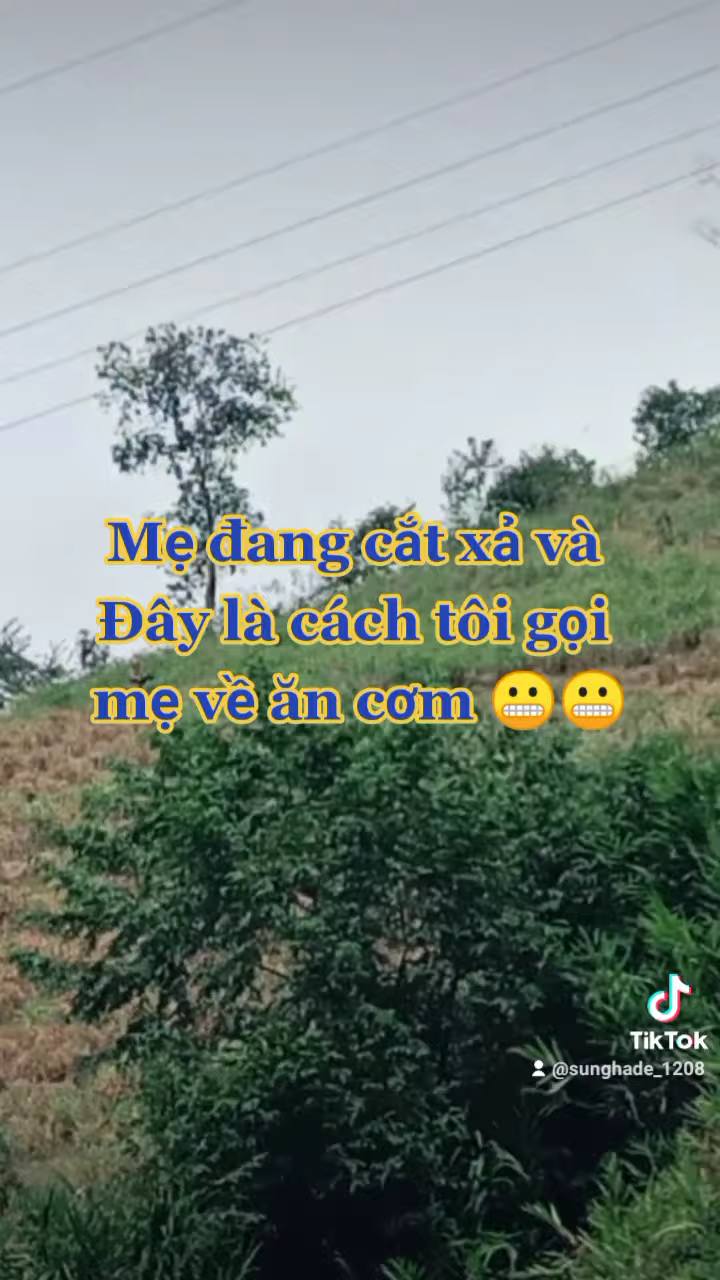 Mẹ đang cắt xả và
Đây là cách tôi gọi
mẹ về ăn cơm 😬😬
TikTok
@sunghade_1208